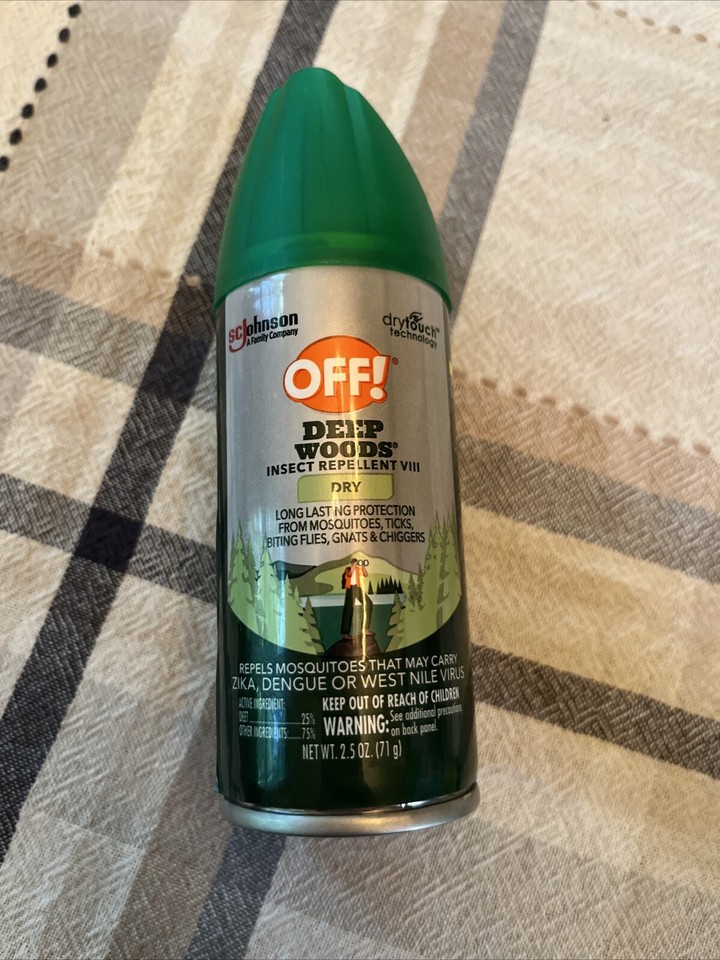 scjohnson
A Family Company
drytouch™
technology
OFF!®
DEEP
WOODS®
INSECT REPELLENT VIII
DRY
LONG LASTING PROTECTION
FROM MOSQUITOES, TICKS,
BITING FLIES, GNATS & CHIGGERS
REPELS MOSQUITOES THAT MAY CARRY
ZIKA, DENGUE OR WEST NILE VIRUS
ACTIVE INGREDIENT:
DEET 25%
OTHER INGREDIENTS: 75%
KEEP OUT OF REACH OF CHILDREN
WARNING: See additional precautions
on back panel.
NET WT. 2.5 OZ. (71 g)